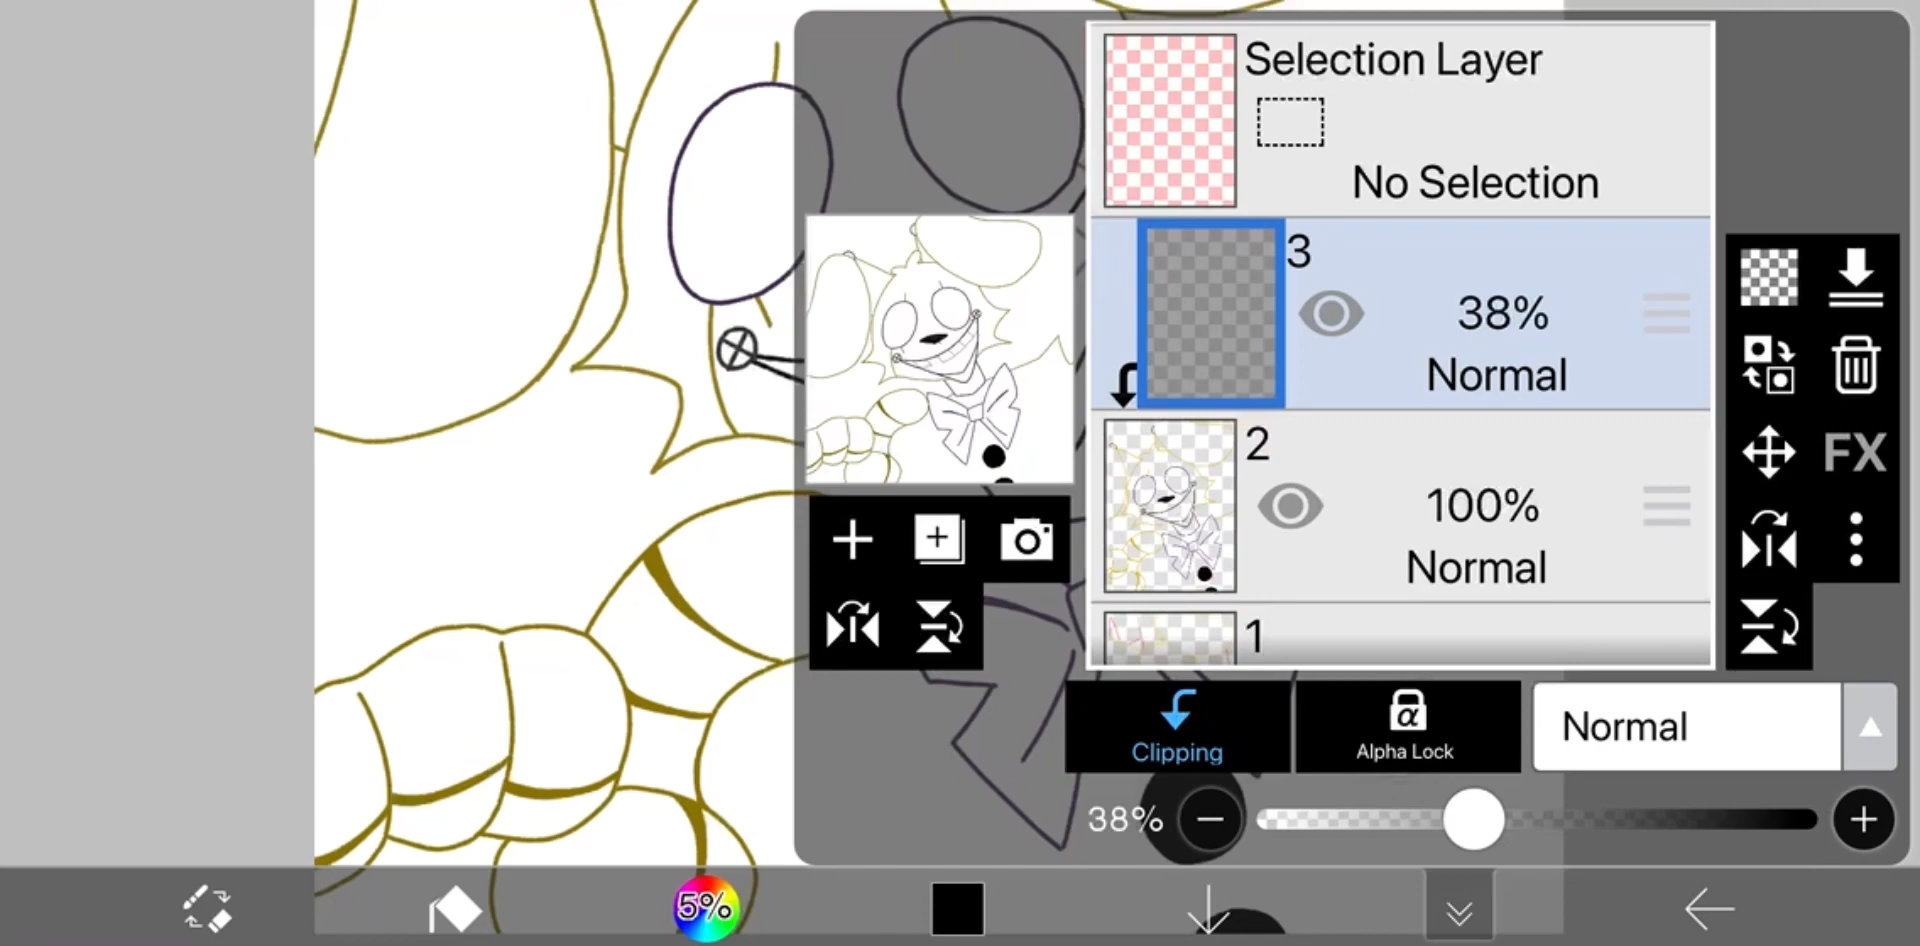 Selection Layer
No Selection
3
38%
Normal
2
100%
Normal
1
FX
Clipping
Alpha Lock
Normal
38%
5%